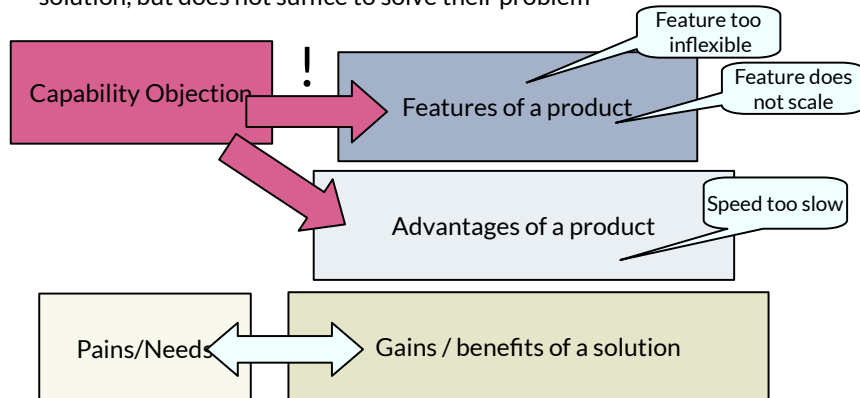 solution, but does not suffice to solve their problem
Feature too
inflexible
!
Capability Objection
Features of a product
Feature does
not scale
Advantages of a product
Speed too slow
Pains/Needs
Gains / benefits of a solution